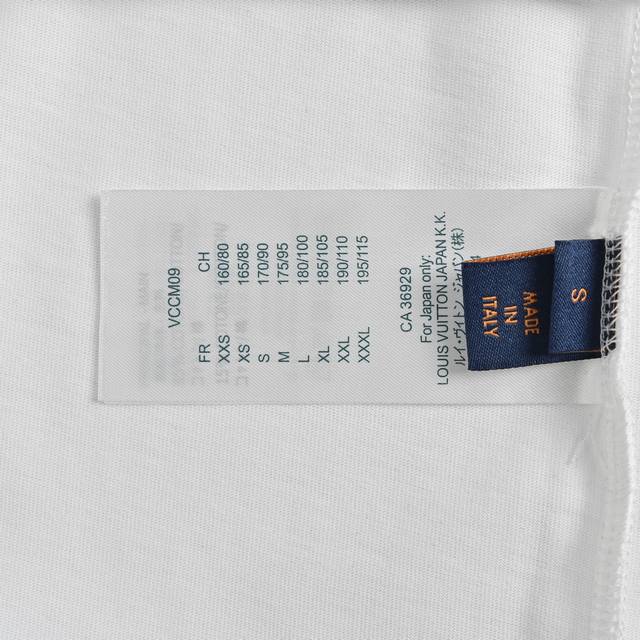 VCCM09
FR CH
XXS 160/80
XS 165/85
S 170/90
M 175/95
L 180/100
XL 185/105
XXL 190/110
XXXL 195/115
CA 36929
For Japan only:
LOUIS VUITTON JAPAN K.K.
ルイ・ヴィトン ジャパン(株)
MADE
IN
ITALY
S